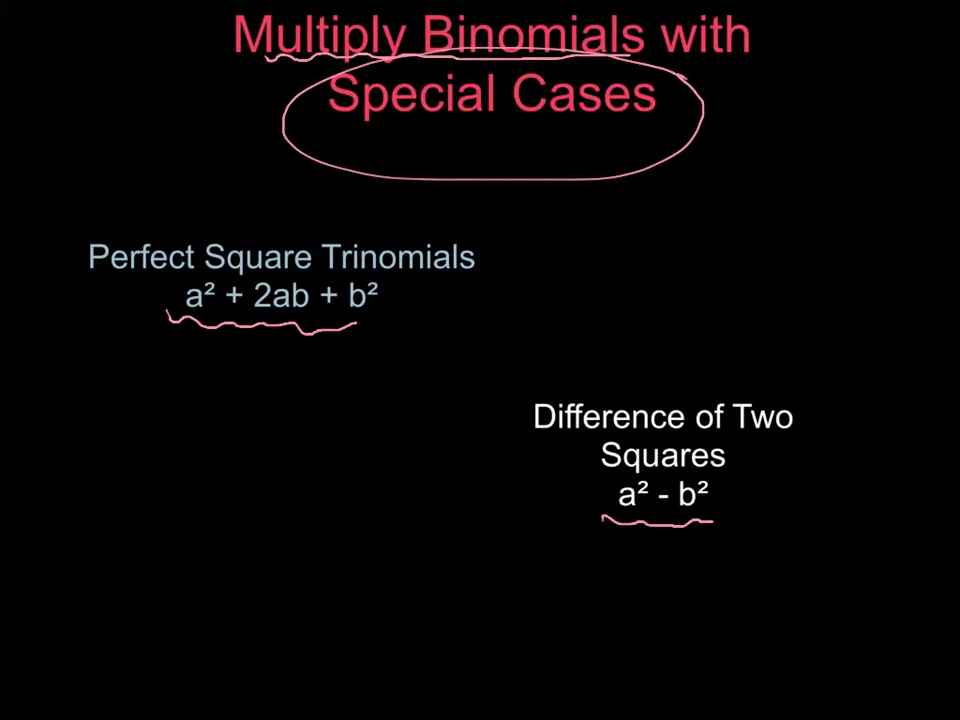 Multiply Binomials with
Special Cases
Perfect Square Trinomials
a² + 2ab + b²
Difference of Two
Squares
a² - b²